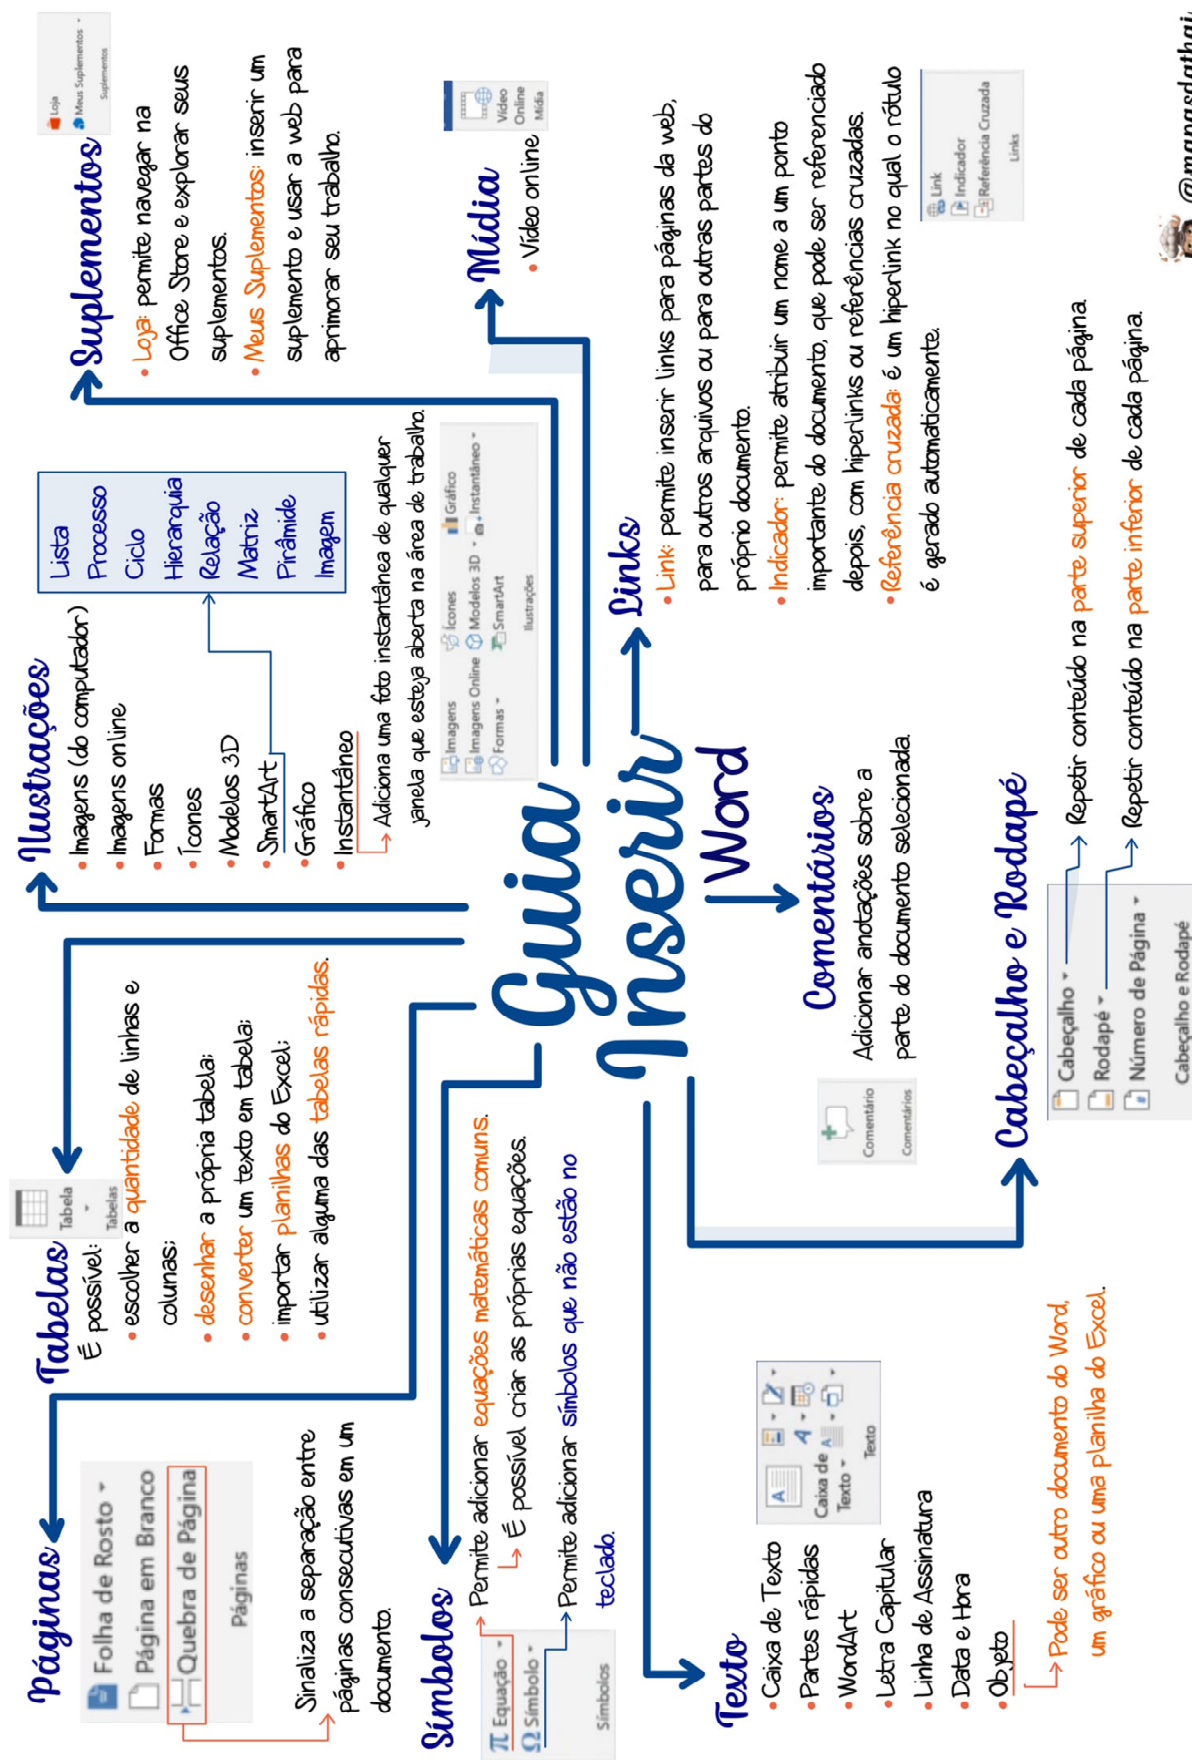 Páginas
Folha de Rosto
Página em Branco
Quebra de Página
Páginas
Sinaliza a separação entre
páginas consecutivas em um
documento.
Tabelas
Tabela
Tabelas
É possível:
• escolher a quantidade de linhas e
colunas;
• desenhar a própria tabela;
• converter um texto em tabela;
• importar planilhas do Excel;
• utilizar alguma das tabelas rápidas.
Ilustrações
• Imagens (do computador)
• Imagens online
• Formas
• Ícones
• Modelos 3D
• SmartArt
• Gráfico
• Instantâneo
Adiciona uma foto instantânea de qualquer
janela que esteja aberta na área de trabalho.
Lista
Processo
Ciclo
Hierarquia
Relação
Matriz
Pirâmide
Imagem
Imagens
Ícones
Gráfico
Imagens Online
Modelos 3D
Instantâneo
Formas
SmartArt
Ilustrações
Suplementos
Loja
Meus Suplementos
Suplementos
• Loja: permite navegar na
Office Store e explorar seus
suplementos.
• Meus Suplementos: inserir um
suplemento e usar a web para
aprimorar seu trabalho.
Mídia
• Vídeo online
Vídeo
Online
Mídia
Guia
Inserir
Word
Símbolos
π Equação
Ω Símbolo
Símbolos
Permite adicionar equações matemáticas comuns.
É possível criar as próprias equações.
Permite adicionar símbolos que não estão no
teclado.
Links
• Link: permite inserir links para páginas da web,
para outros arquivos ou para outras partes do
próprio documento.
• Indicador: permite atribuir um nome a um ponto
importante do documento, que pode ser referenciado
depois, com hiperlinks ou referências cruzadas.
• Referência cruzada: é um hiperlink no qual o rótulo
é gerado automaticamente.
Link
Indicador
Referência Cruzada
Links
Texto
• Caixa de Texto
• Partes rápidas
• WordArt
• Letra Capitular
• Linha de Assinatura
• Data e Hora
• Objeto
Pode ser outro documento do Word,
um gráfico ou uma planilha do Excel.
Caixa de
Texto
Texto
Comentários
Comentário
Comentários
Adicionar anotações sobre a
parte do documento selecionada.
Cabeçalho e Rodapé
Cabeçalho
Rodapé
Número de Página
Cabeçalho e Rodapé
Repetir conteúdo na parte superior de cada página.
Repetir conteúdo na parte inferior de cada página.
@mapasdathai